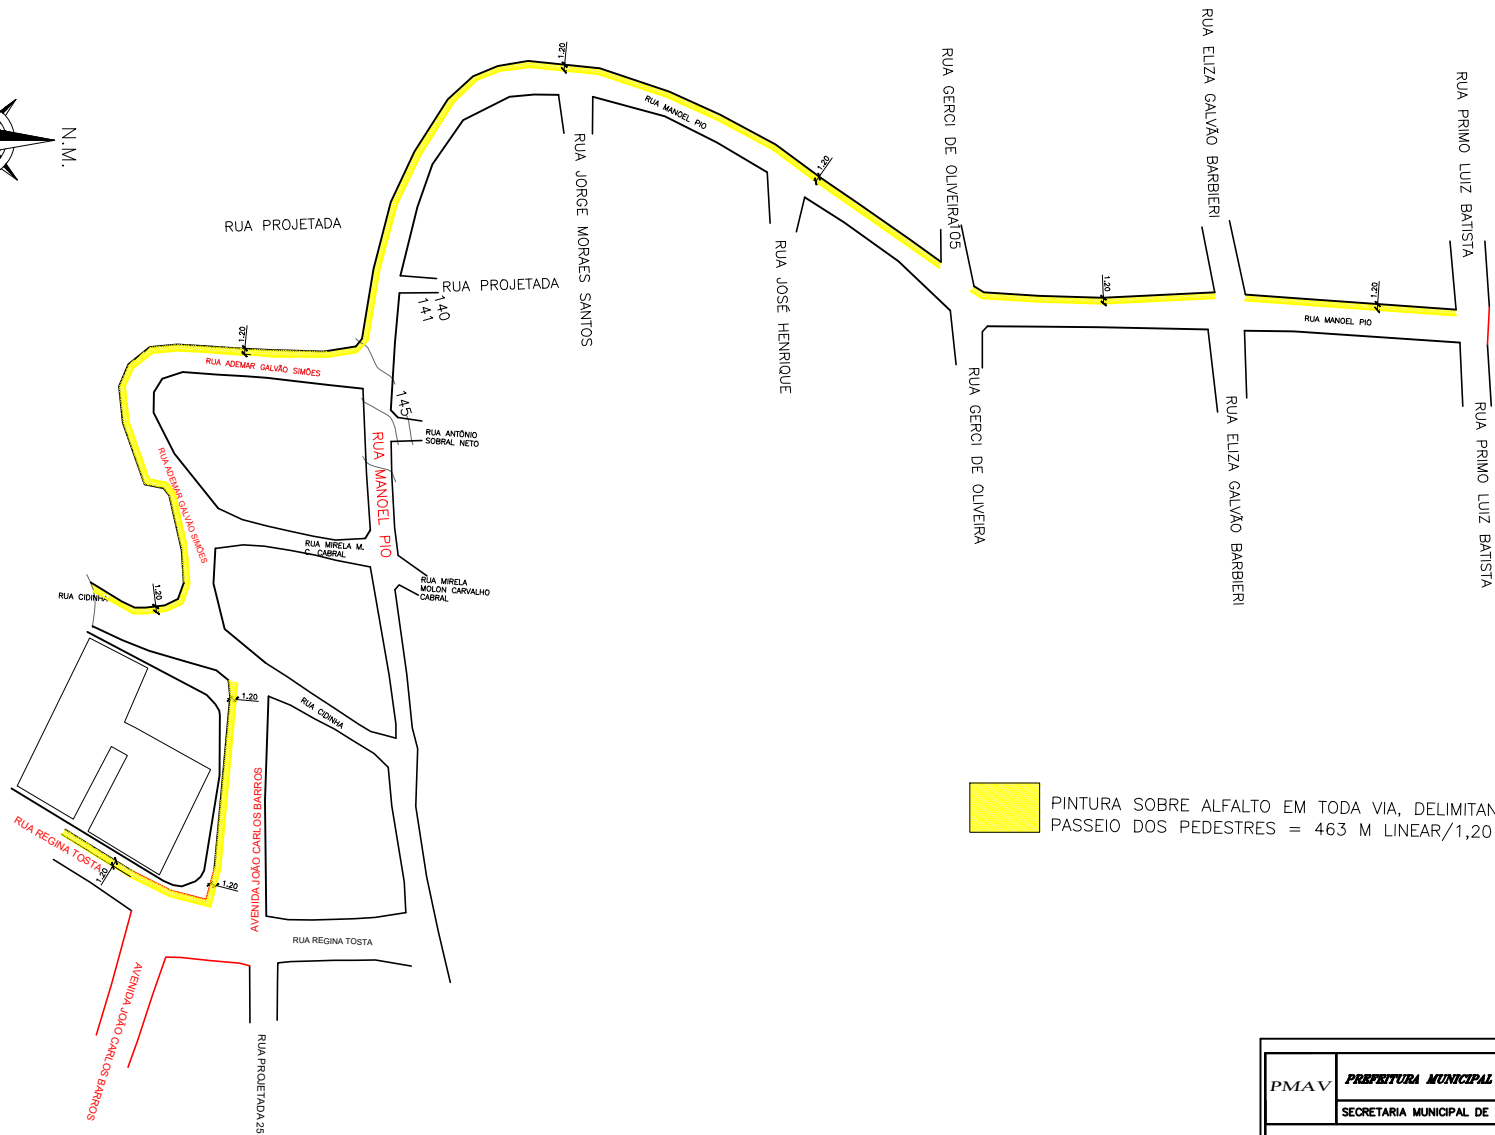 N.M.
RUA PROJETADA
RUA PROJETADA
140
141
145
1.20
RUA MANOEL PIO
RUA JORGE MORAES SANTOS
1.20
RUA JOSÉ HENRIQUE
RUA GERCI DE OLIVEIRA
105
RUA GERCI DE OLIVEIRA
1.20
RUA ELIZA GALVÃO BARBIERI
RUA ELIZA GALVÃO BARBIERI
1.20
RUA MANOEL PIO
RUA PRIMO LUIZ BATISTA
RUA PRIMO LUIZ BATISTA
1.20
RUA ADEMAR GALVÃO SIMÕES
RUA ADEMAR GALVÃO SIMÕES
RUA MANOEL PIO
RUA ANTÔNIO
SOBRAL NETO
RUA MIRELA M.
C. CABRAL
RUA MIRELA
MOLON CARVALHO
CABRAL
RUA CIDINHA
1.20
1.20
RUA CIDINHA
AVENIDA JOÃO CARLOS BARROS
RUA REGINA TOSTA
1.20
1.20
RUA REGINA TOSTA
AVENIDA JOÃO CARLOS BARROS
RUA PROJETADA 25
PINTURA SOBRE ALFALTO EM TODA VIA, DELIMITAN
PASSEIO DOS PEDESTRES = 463 M LINEAR/1,20
PMAV
PREFEITURA MUNICIPAL
SECRETARIA MUNICIPAL DE